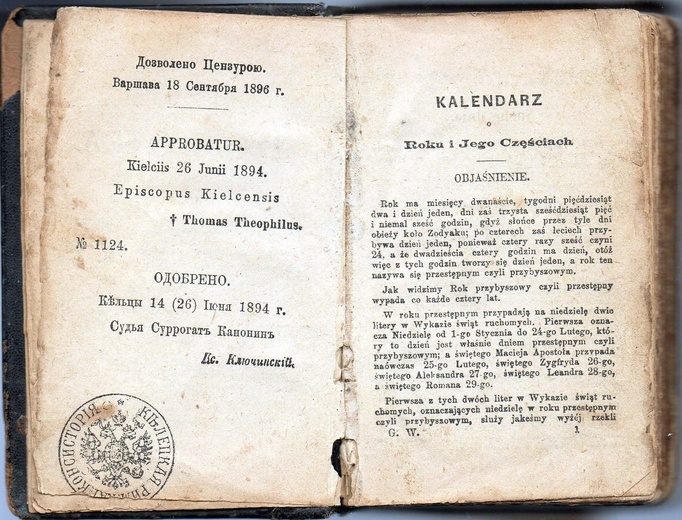 Дозволено Цензурою.
Варшава 18 Сентября 1896 г.
APPROBATUR.
Kielciis 26 Junii 1894.
Episcopus Kielcensis
† Thomas Theophilus.
№ 1124.
ОДОБРЕНО.
Кѣльцы 14 (26) Іюня 1894 г.
Судья Суррогатъ Канонинъ
Кс. Ключинскій.
КОНСИСТОРІЯ * КѢЛЕЦКАЯ
KALENDARZ
o
Roku i Jego Częściach
OBJAŚNIENIE.
Rok ma miesięcy dwanaście, tygodni pięćdziesiąt
dwa i dzień jeden, dni zaś trzysta sześćdziesiąt pięć
i niemal sześć godzin, gdyż słońce przez tyle dni
obieży koło Zodyaku; po czterech zaś leciech przy-
bywa dzień jeden, ponieważ cztery razy sześć czyni
24, a że dwadzieścia cztery godzin ma dzień, otóż
więc z tych godzin tworzy się dzień jeden, a rok ten
nazywa się przestępnym czyli przybyszowym.
Jak widzimy Rok przybyszowy czyli przestępny
wypada co każde cztery lat.
W roku przestępnym przypadają na niedzielę dwie
litery w Wykazie świąt ruchomych. Pierwsza ozna-
cza Niedzielę od 1-go Stycznia do 24-go Lutego, któ-
ry to dzień jest właśnie dniem przestępnym czyli
przybyszowym; a świętego Macieja Apostoła przypada
naówczas 25-go Lutego, świętego Zygfryda 26-go,
świętego Aleksandra 27-go, świętego Leandra 28-go,
a świętego Romana 29-go.
Pierwsza z tych dwóch liter w Wykazie świąt ru-
chomych, oznaczających niedzielę w roku przestępnym
czyli przybyszowym, służy jakeśmy wyżéj rzekli
G. W. 1